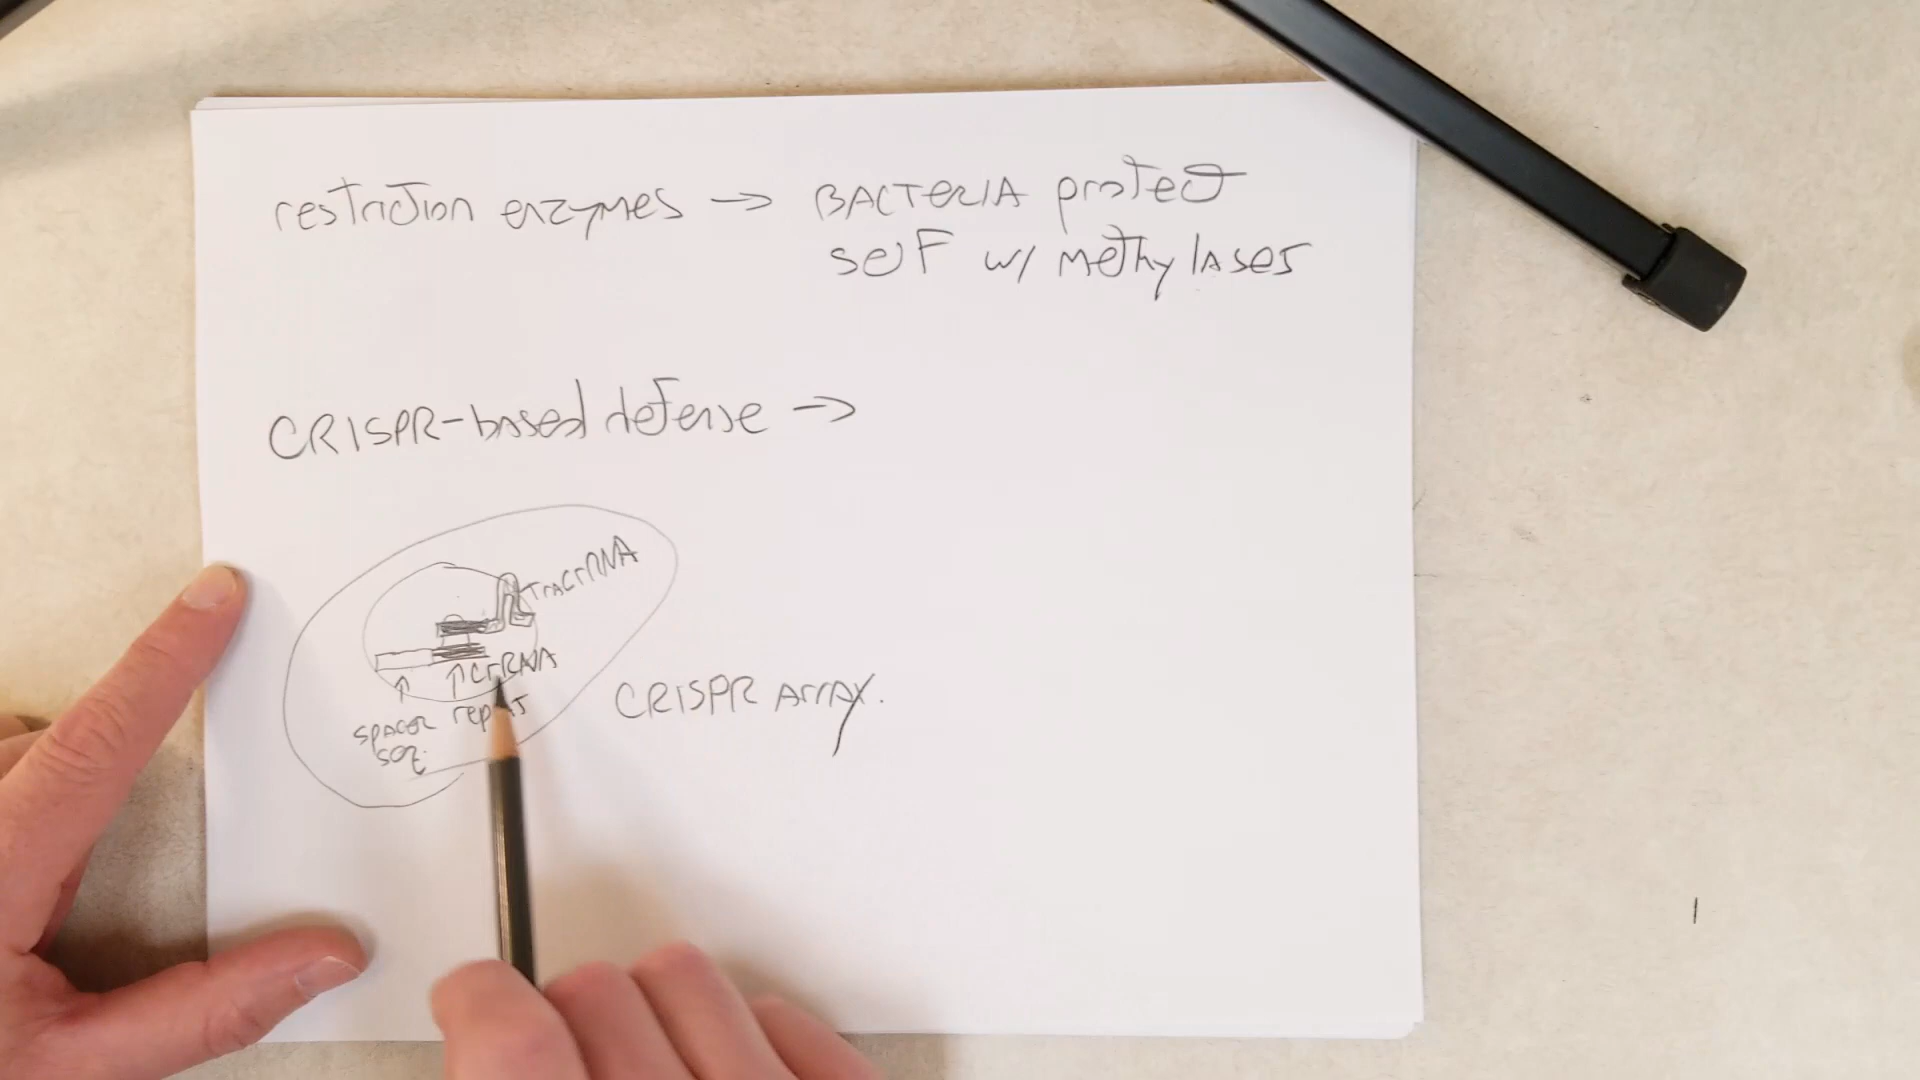 restriction enzymes → BACTERIA protect
self w/ methylases
CRISPR-based defense →
TracrRNA
CrRNA
spacer repeat
seq.
CRISPR ARRAY.